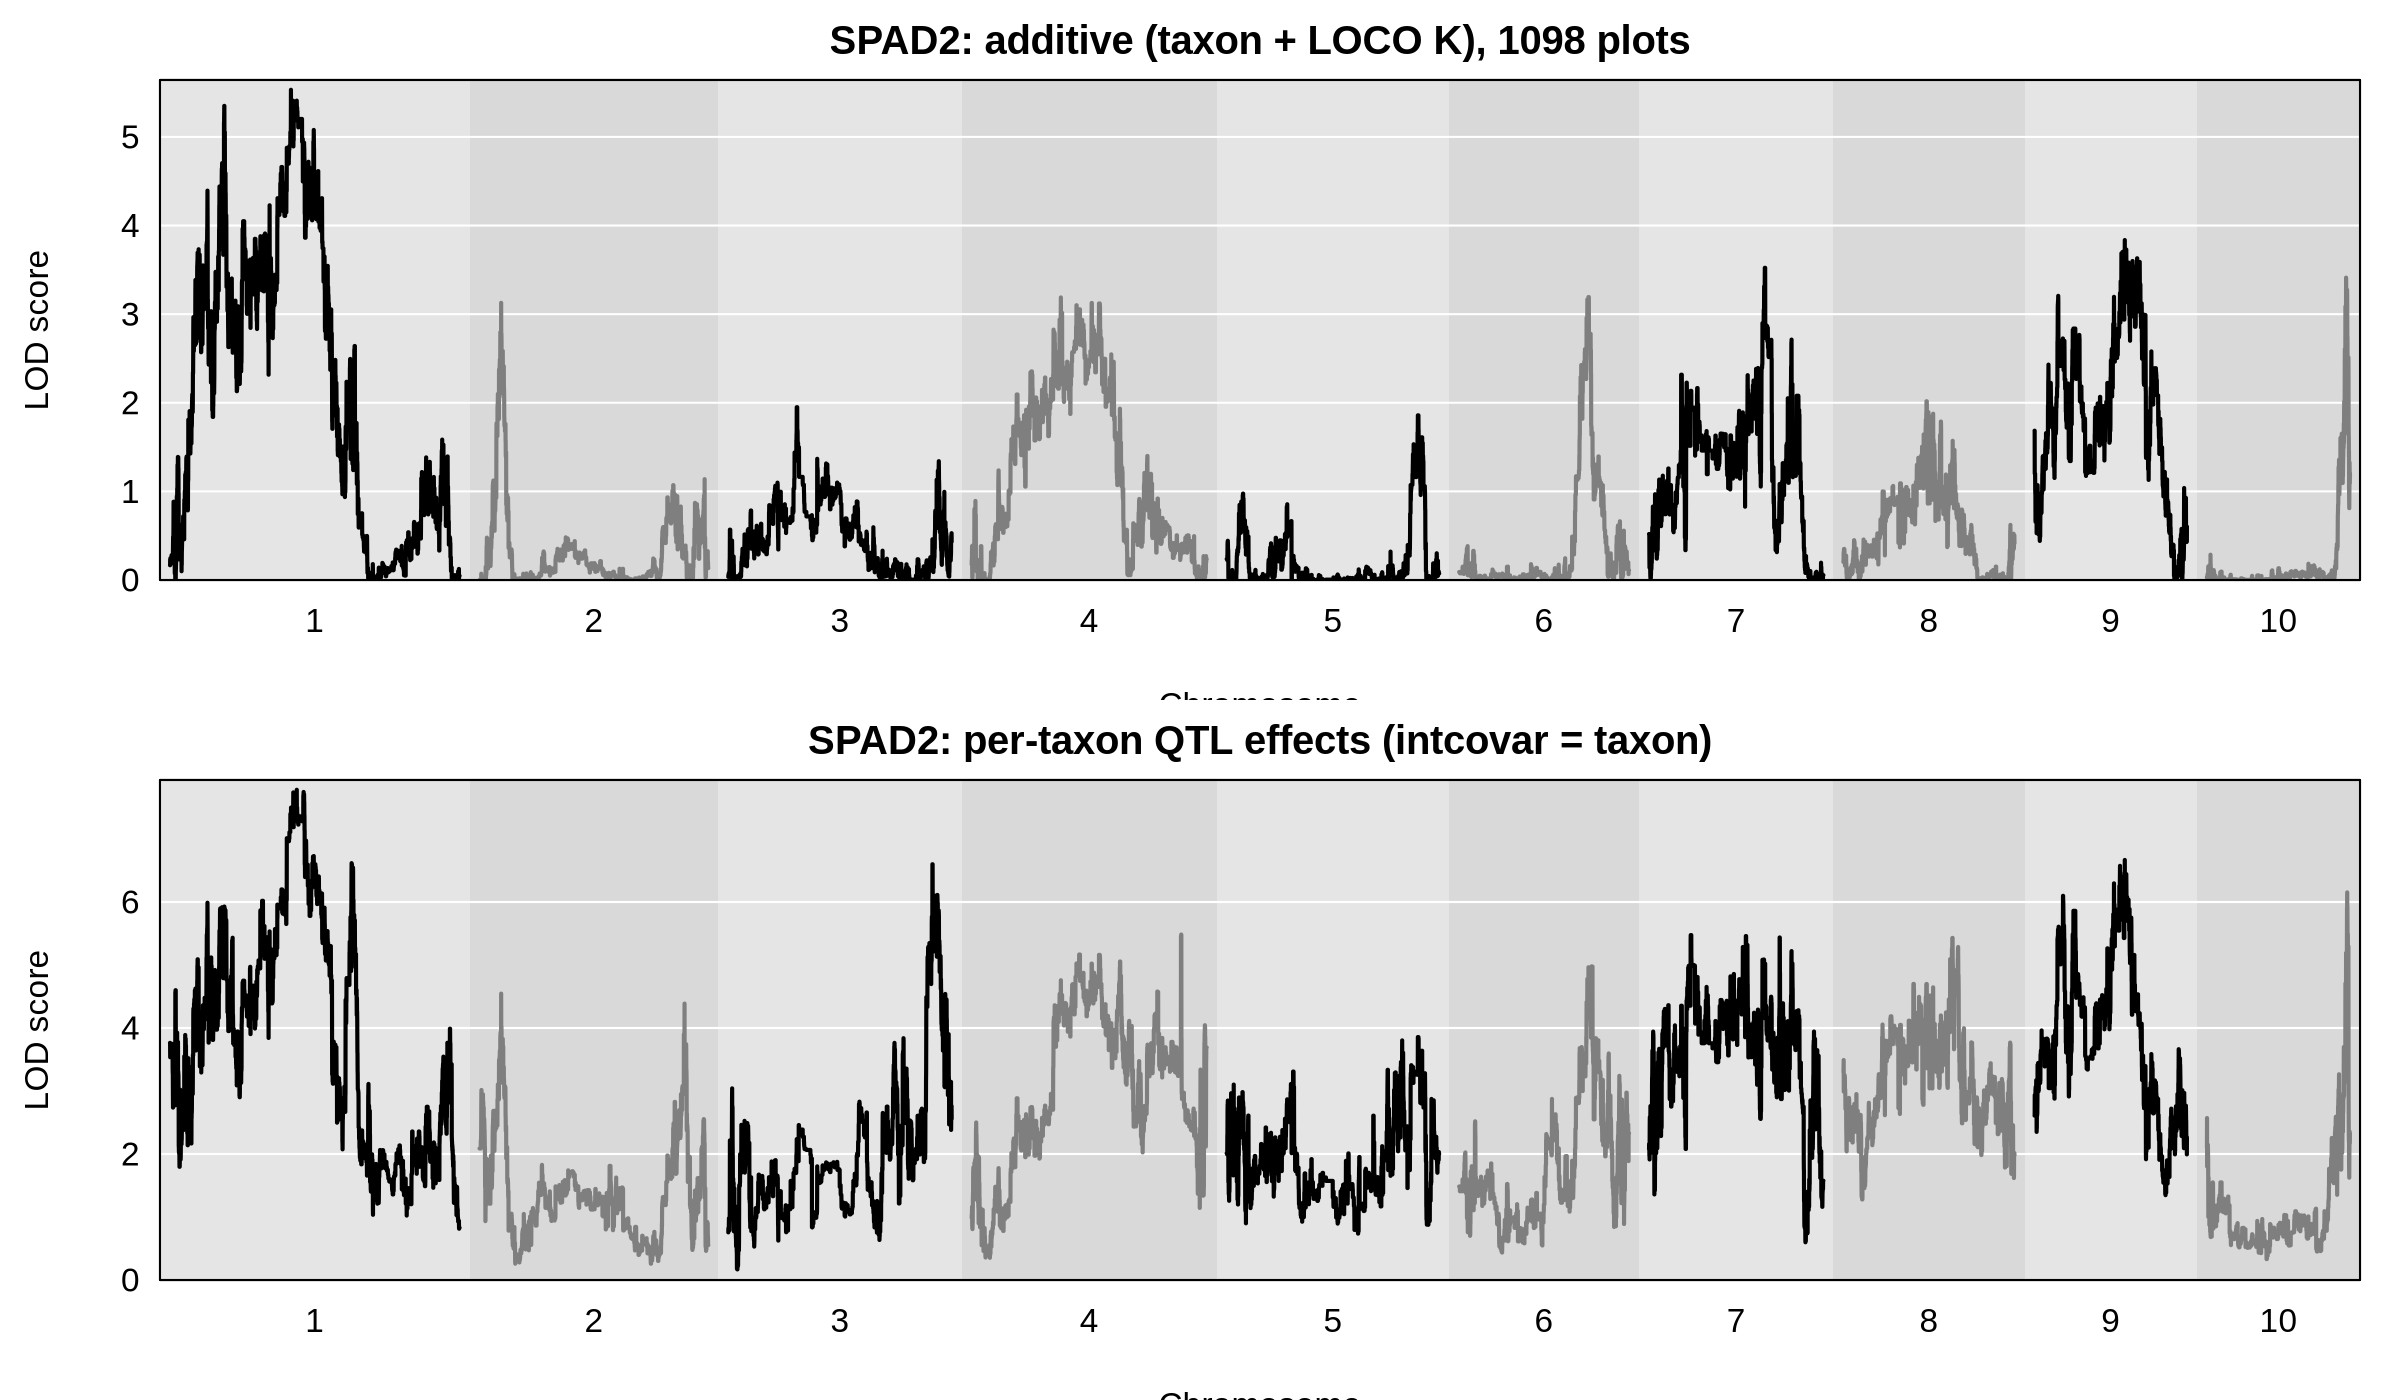 SPAD2: additive (taxon + LOCO K), 1098 plots
LOD score
5
4
3
2
1
0
1 2 3 4 5 6 7 8 9 10
SPAD2: per-taxon QTL effects (intcovar = taxon)
LOD score
6
4
2
0
1 2 3 4 5 6 7 8 9 10